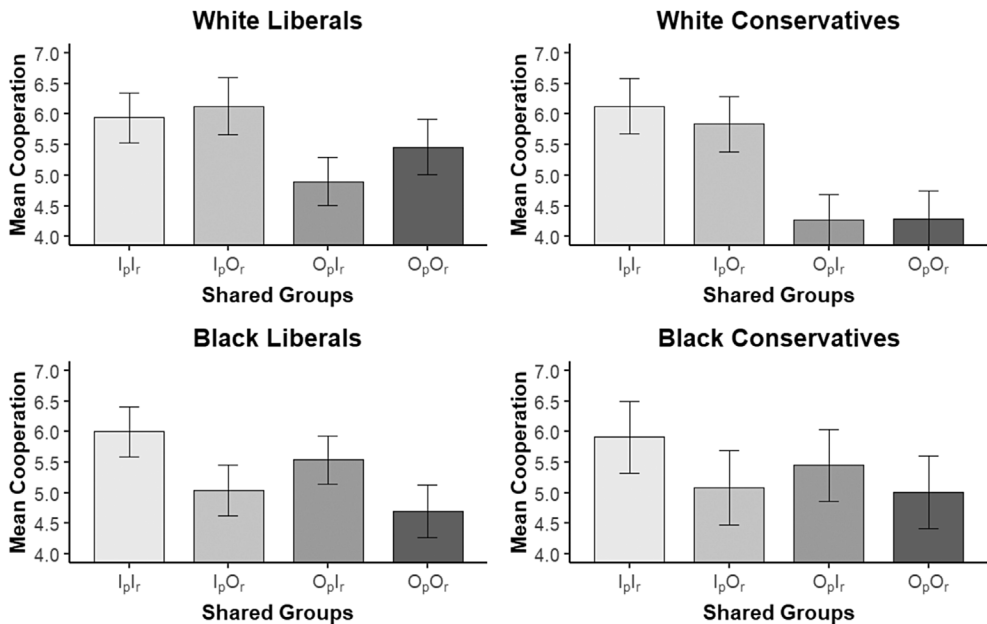 White Liberals
Mean Cooperation
7.0
6.5
6.0
5.5
5.0
4.5
4.0
IpIr
IpOr
OpIr
OpOr
Shared Groups
White Conservatives
Mean Cooperation
7.0
6.5
6.0
5.5
5.0
4.5
4.0
IpIr
IpOr
OpIr
OpOr
Shared Groups
Black Liberals
Mean Cooperation
7.0
6.5
6.0
5.5
5.0
4.5
4.0
IpIr
IpOr
OpIr
OpOr
Shared Groups
Black Conservatives
Mean Cooperation
7.0
6.5
6.0
5.5
5.0
4.5
4.0
IpIr
IpOr
OpIr
OpOr
Shared Groups